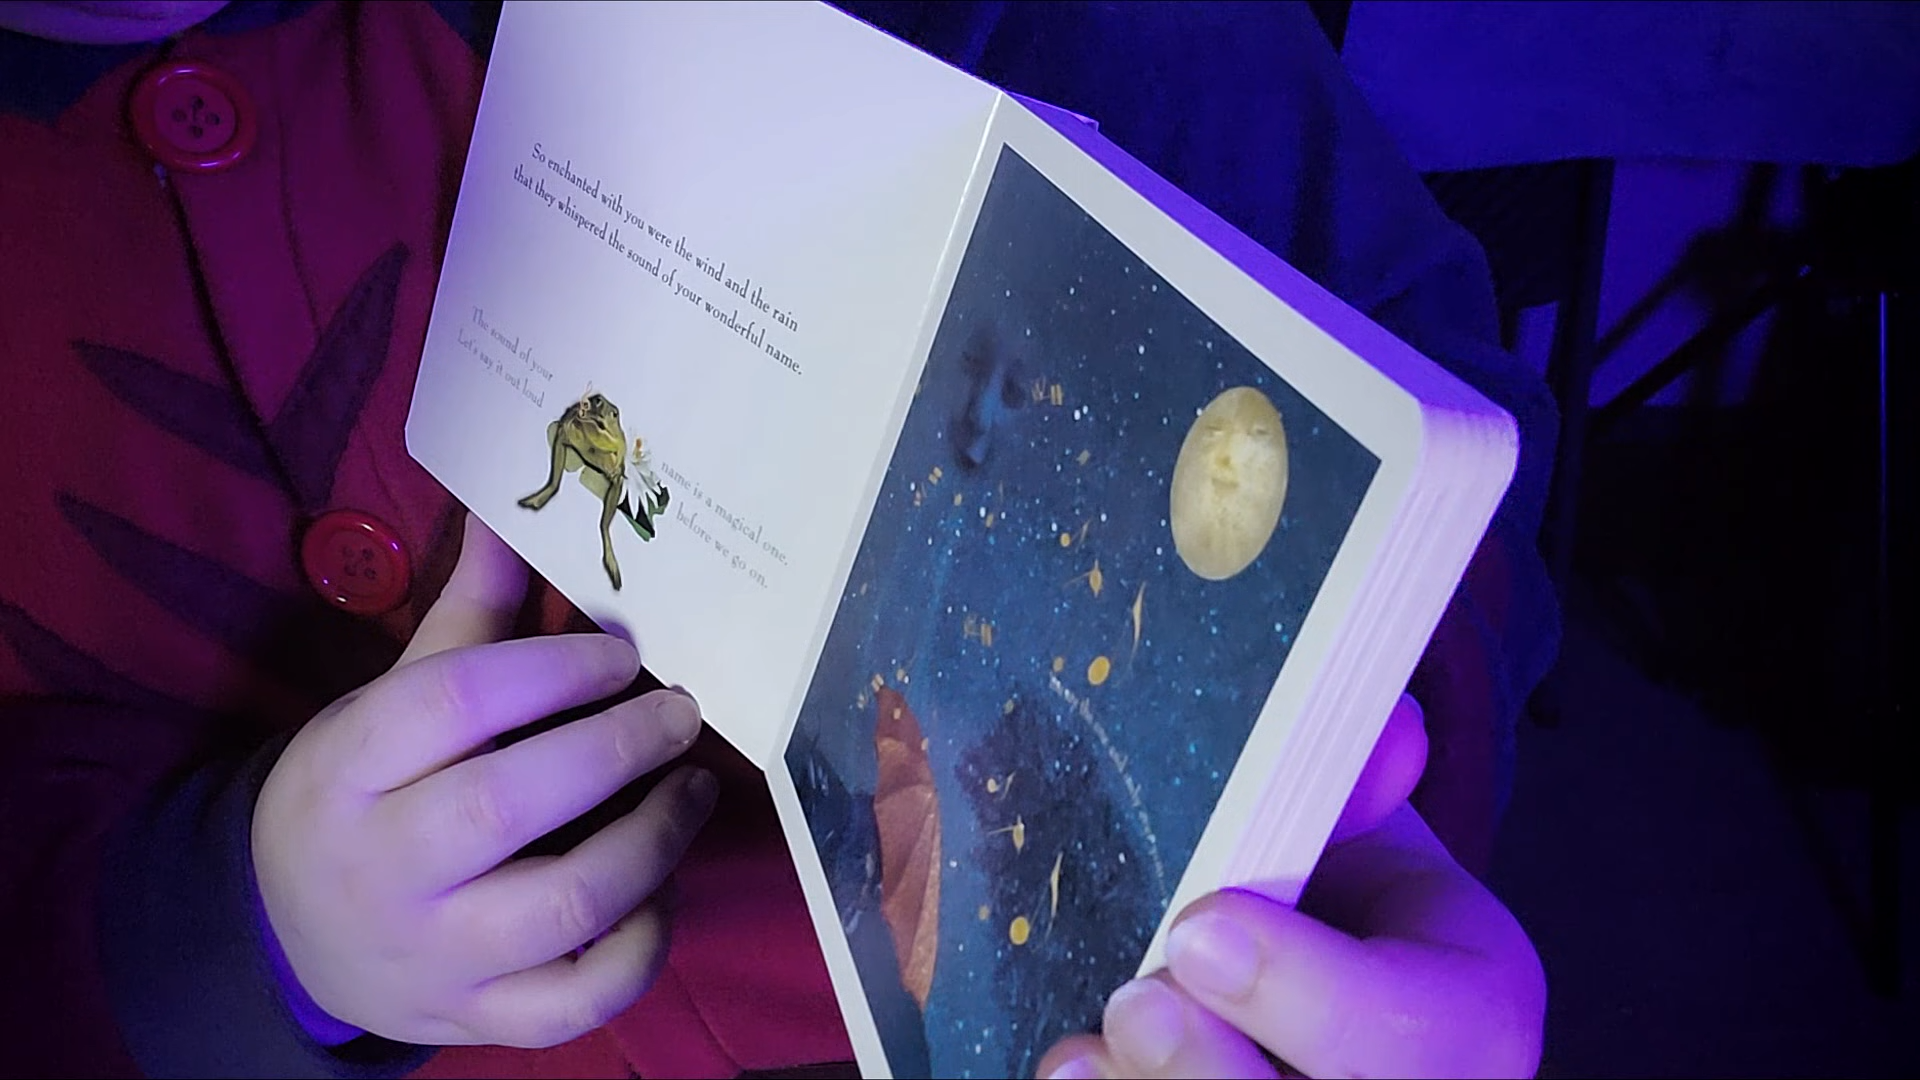 So enchanted with you were the wind and the rain
that they whispered the sound of your wonderful name.
The sound of your name is a magical one.
Let's say it out loud before we go on.